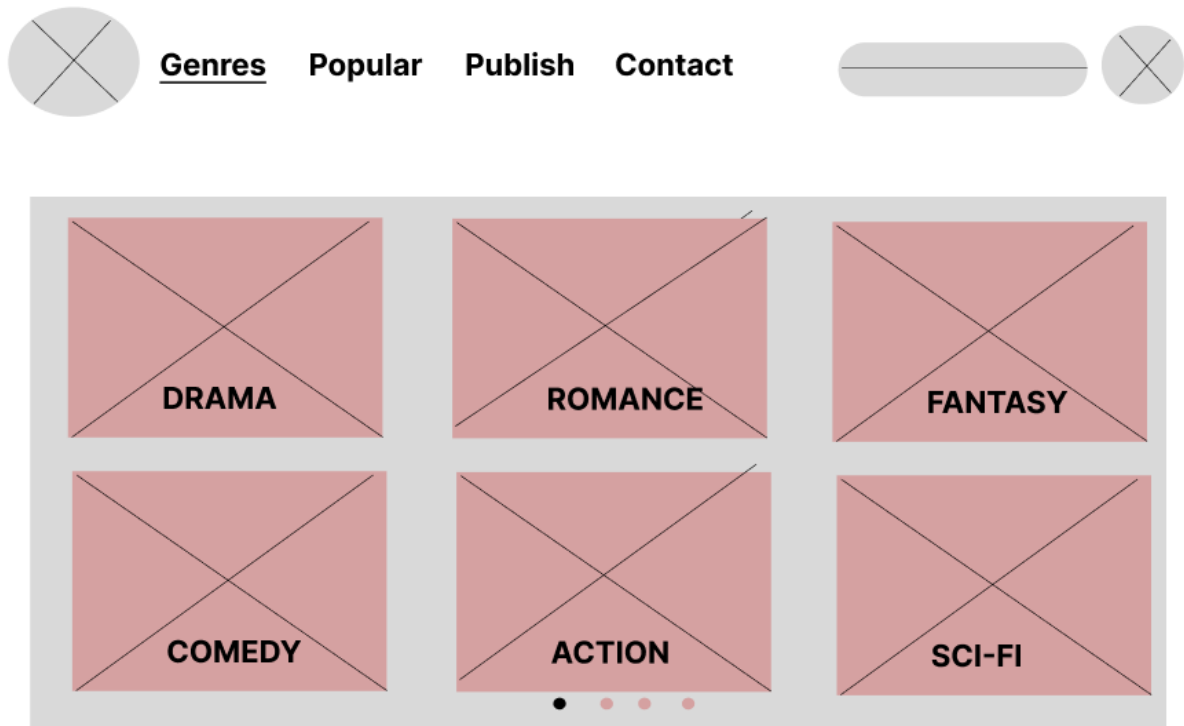 Genres Popular Publish Contact
DRAMA ROMANCE FANTASY
COMEDY ACTION SCI-FI